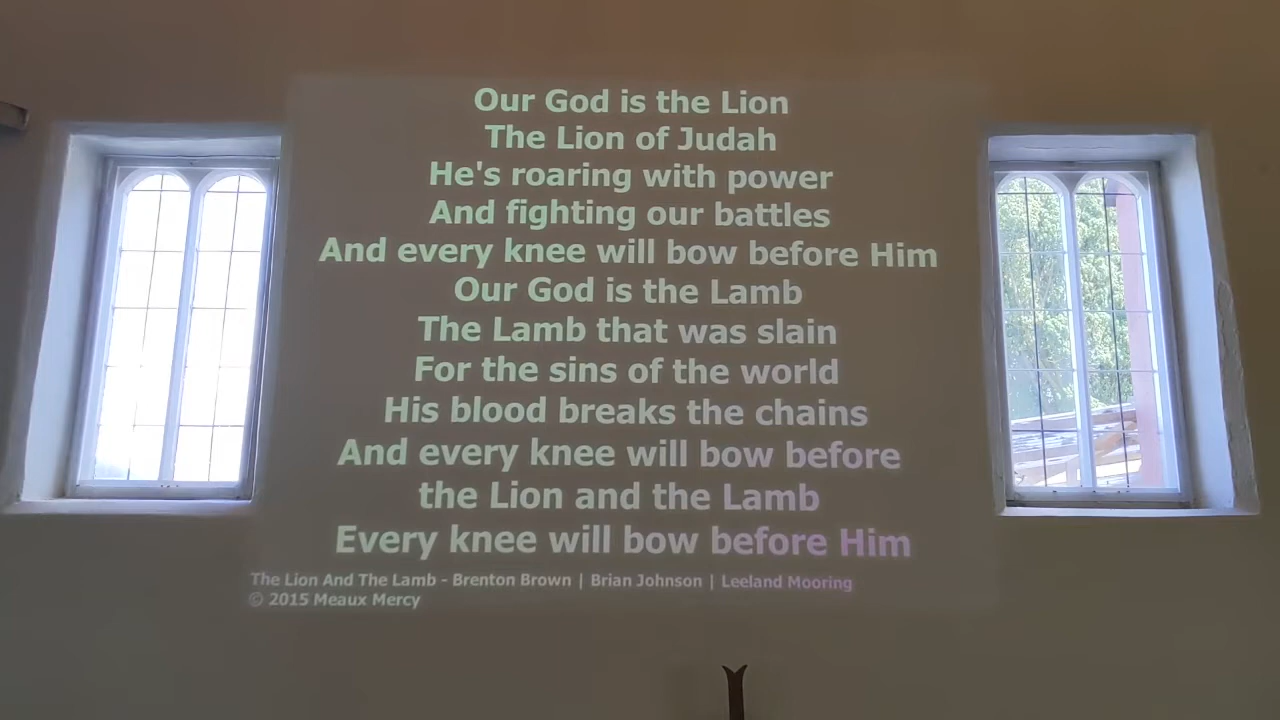 Our God is the Lion
The Lion of Judah
He's roaring with power
And fighting our battles
And every knee will bow before Him
Our God is the Lamb
The Lamb that was slain
For the sins of the world
His blood breaks the chains
And every knee will bow before
the Lion and the Lamb
Every knee will bow before Him
The Lion And The Lamb - Brenton Brown | Brian Johnson | Leeland Mooring
© 2015 Meaux Mercy